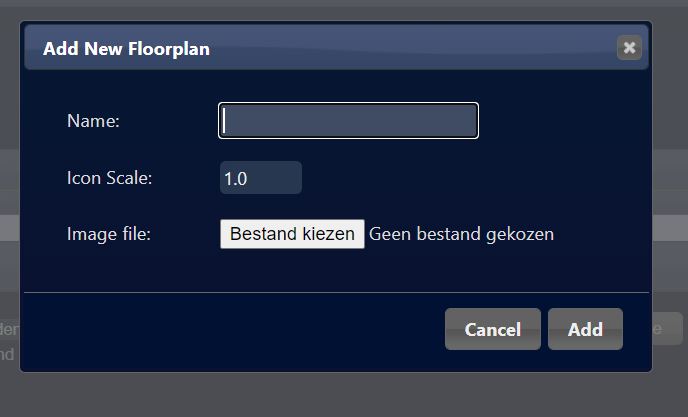 Add New Floorplan
Name:
Icon Scale: 1.0
Image file: Bestand kiezen Geen bestand gekozen
Cancel Add